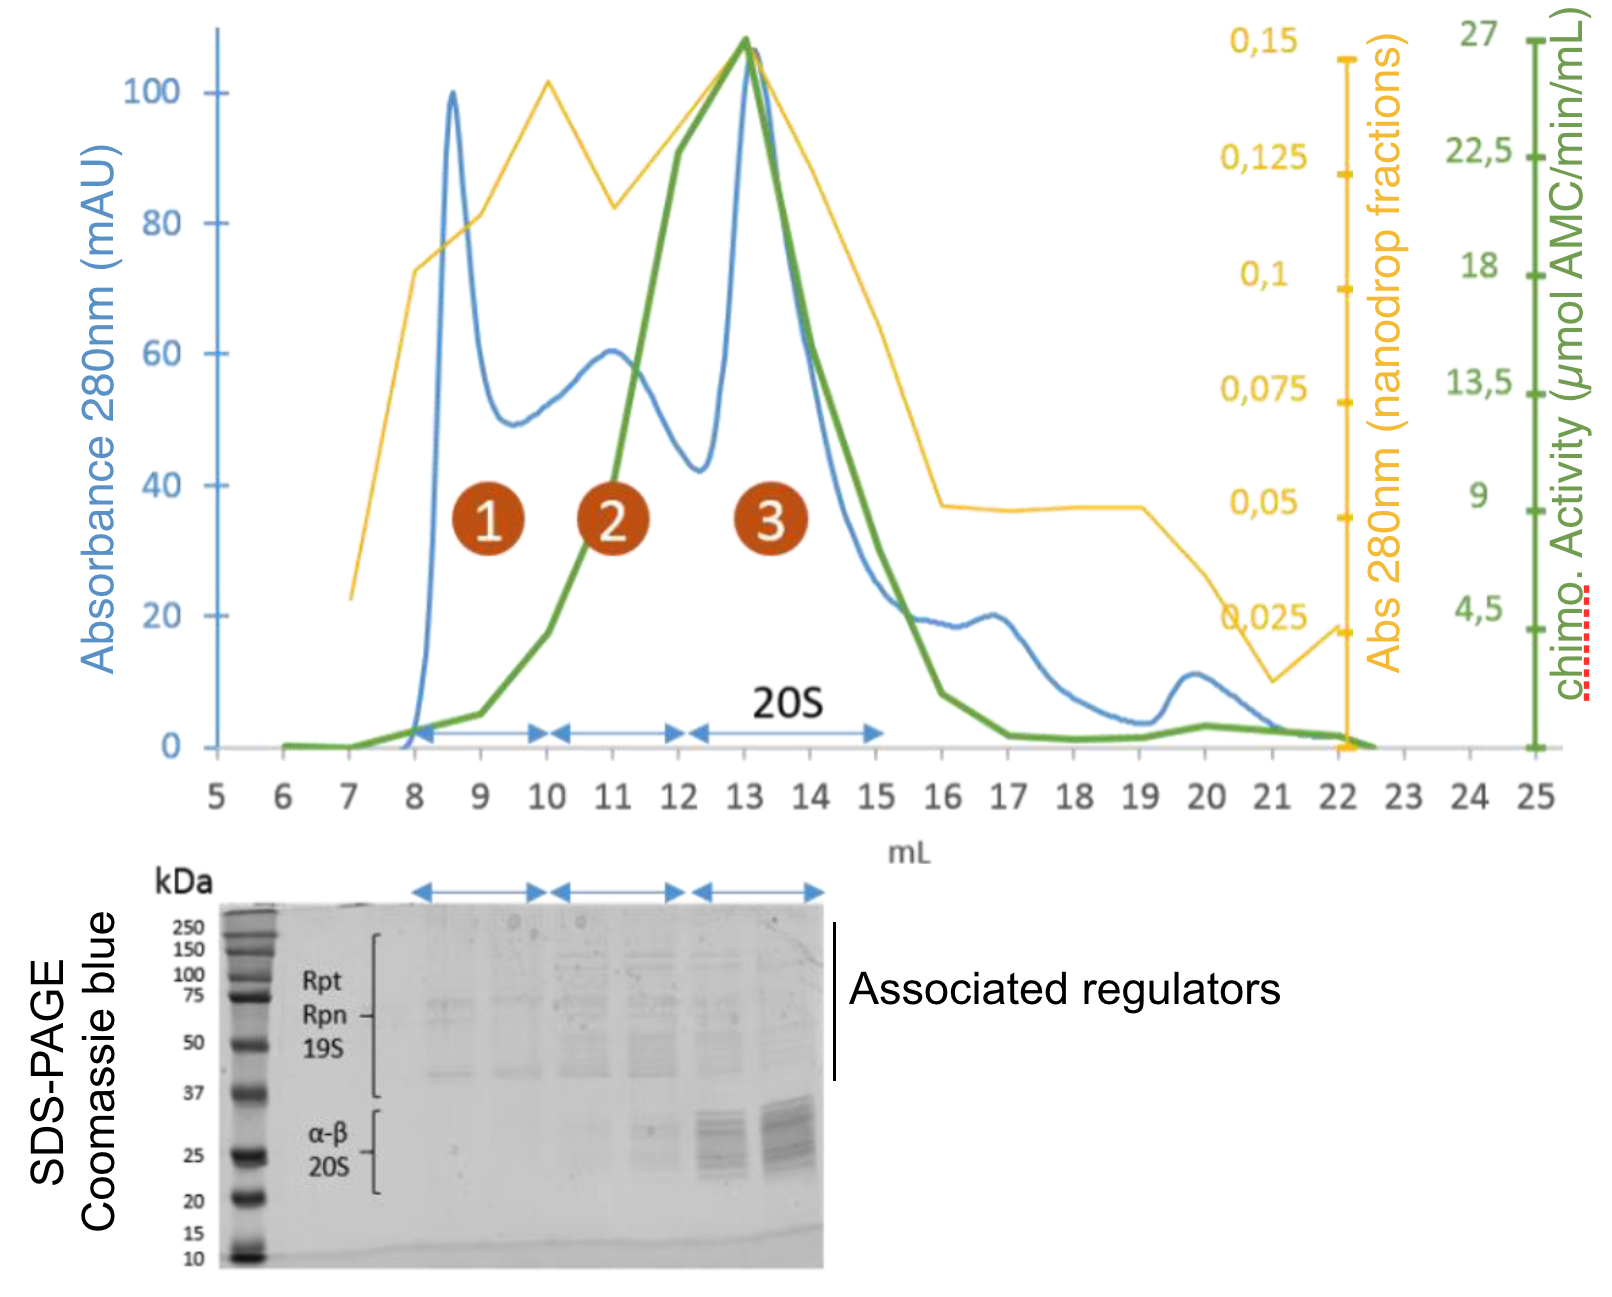 Absorbance 280nm (mAU)
100
80
60
40
20
0
1
2
3
20S
0,15
0,125
0,1
0,075
0,05
0,025
Abs 280nm (nanodrop fractions)
27
22,5
18
13,5
9
4,5
chimo. Activity (µmol AMC/min/mL)
5 6 7 8 9 10 11 12 13 14 15 16 17 18 19 20 21 22 23 24 25
mL
SDS-PAGE
Coomassie blue
kDa
250
150
100
75
50
37
25
20
15
10
Rpt
Rpn
19S
α-β
20S
Associated regulators